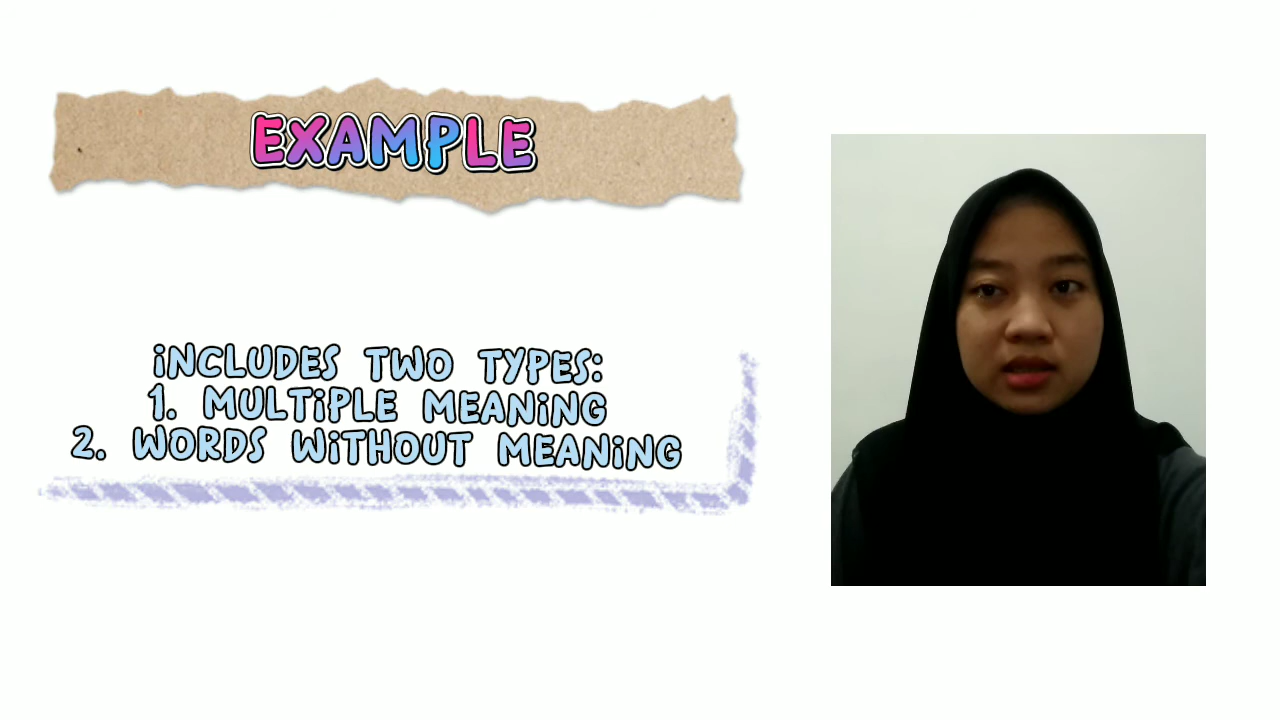 EXAMPLE
INCLUDES TWO TYPES:
1. MULTIPLE MEANING
2. WORDS WITHOUT MEANING